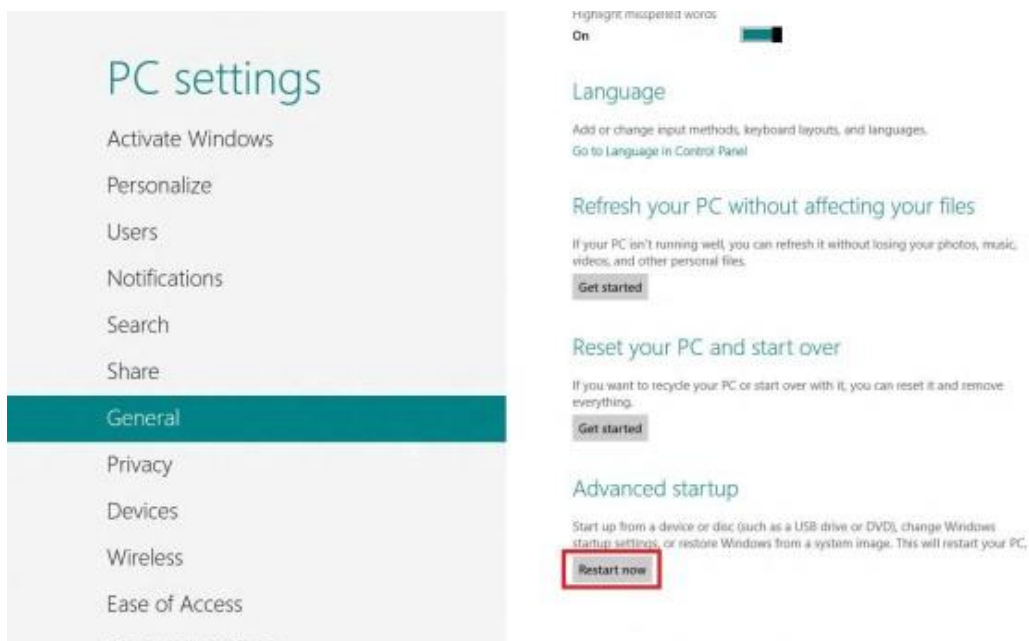 PC settings
Activate Windows
Personalize
Users
Notifications
Search
Share
General
Privacy
Devices
Wireless
Ease of Access
Highlight misspelled words
On
Language
Add or change input methods, keyboard layouts, and languages.
Go to Language in Control Panel
Refresh your PC without affecting your files
If your PC isn't running well, you can refresh it without losing your photos, music,
videos, and other personal files.
Get started
Reset your PC and start over
If you want to recycle your PC or start over with it, you can reset it and remove
everything.
Get started
Advanced startup
Start up from a device or disc (such as a USB drive or DVD), change Windows
startup settings, or restore Windows from a system image. This will restart your PC.
Restart now